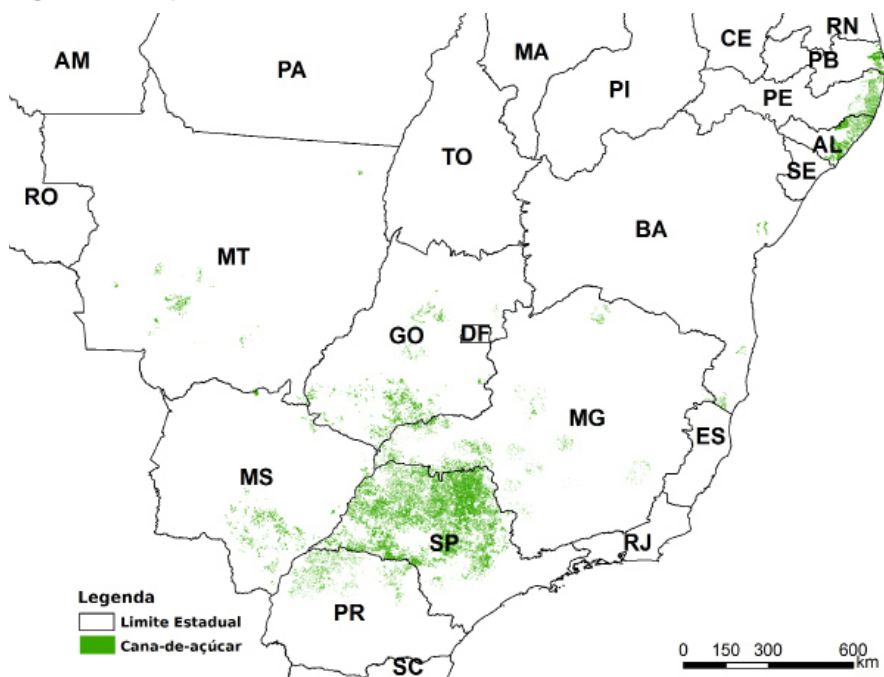 CE
RN
AM
PA
MA
PB
PI
PE
AL
TO
SE
RO
BA
MT
GO
DF
MG
ES
MS
SP
RJ
Legenda
Limite Estadual
PR
Cana-de-açúcar
SC
0 150 300 600
km